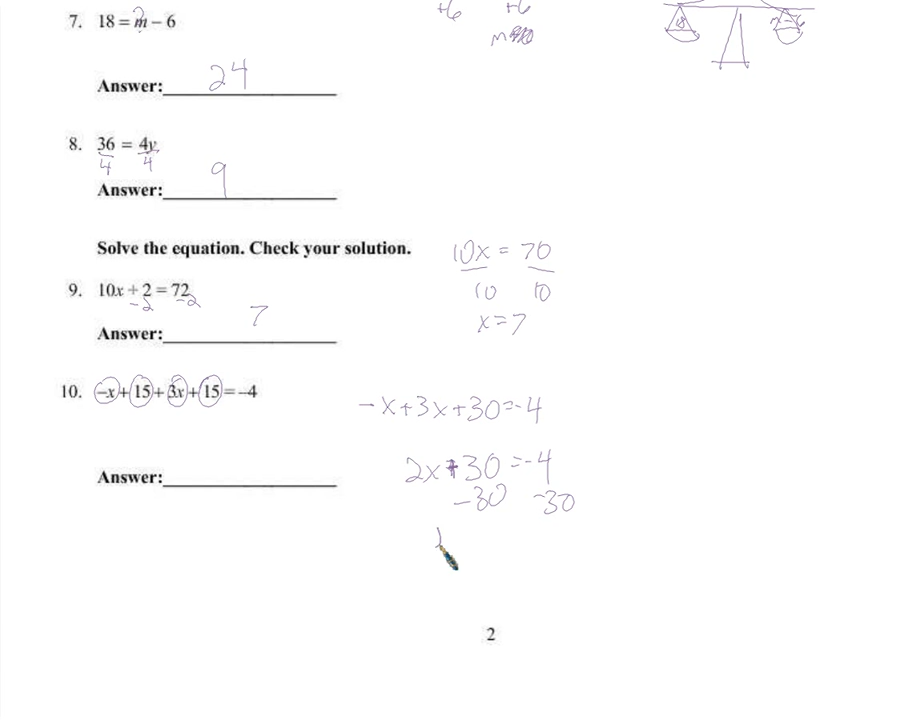 +6 +6
7. 18 = m – 6
18 m-6
m
Answer: 24
8. 36 = 4y
4 4
Answer: 9
Solve the equation. Check your solution.
10x = 70
10 10
x=7
9. 10x + 2 = 72
-2 -2
Answer: 7
10. –x + 15 + 3x + 15 = –4
-x+3x+30=-4
2x+30=-4
-30 -30
Answer:
2